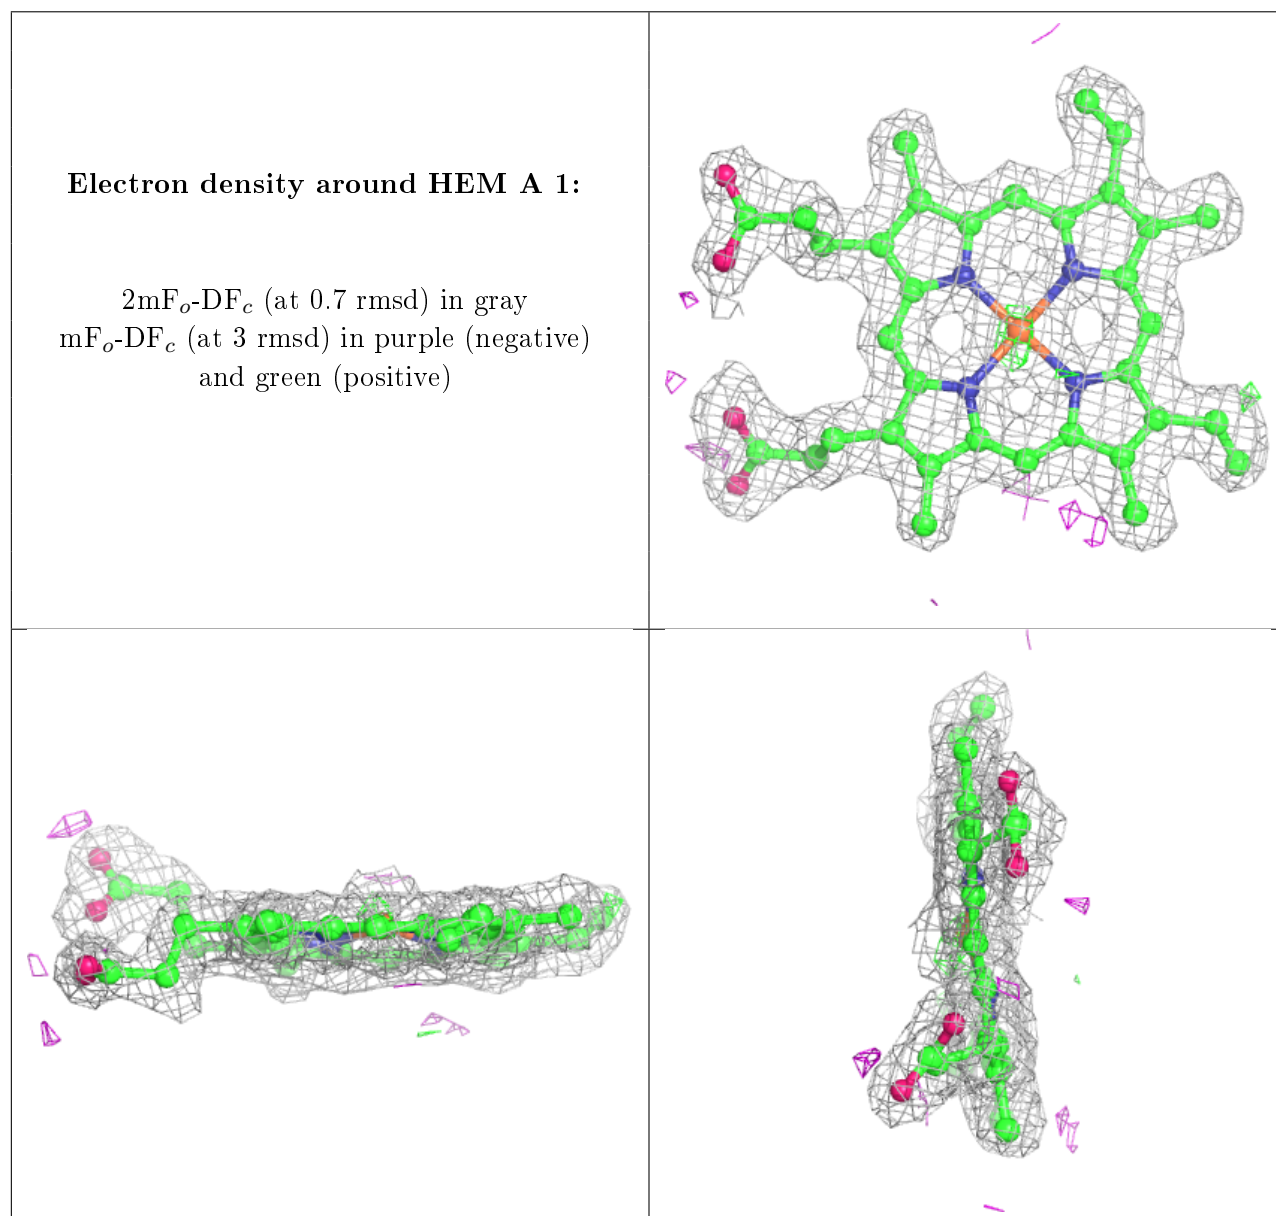 Electron density around HEM A 1:
2mFₒ-DF𝒸 (at 0.7 rmsd) in gray
mFₒ-DF𝒸 (at 3 rmsd) in purple (negative)
and green (positive)